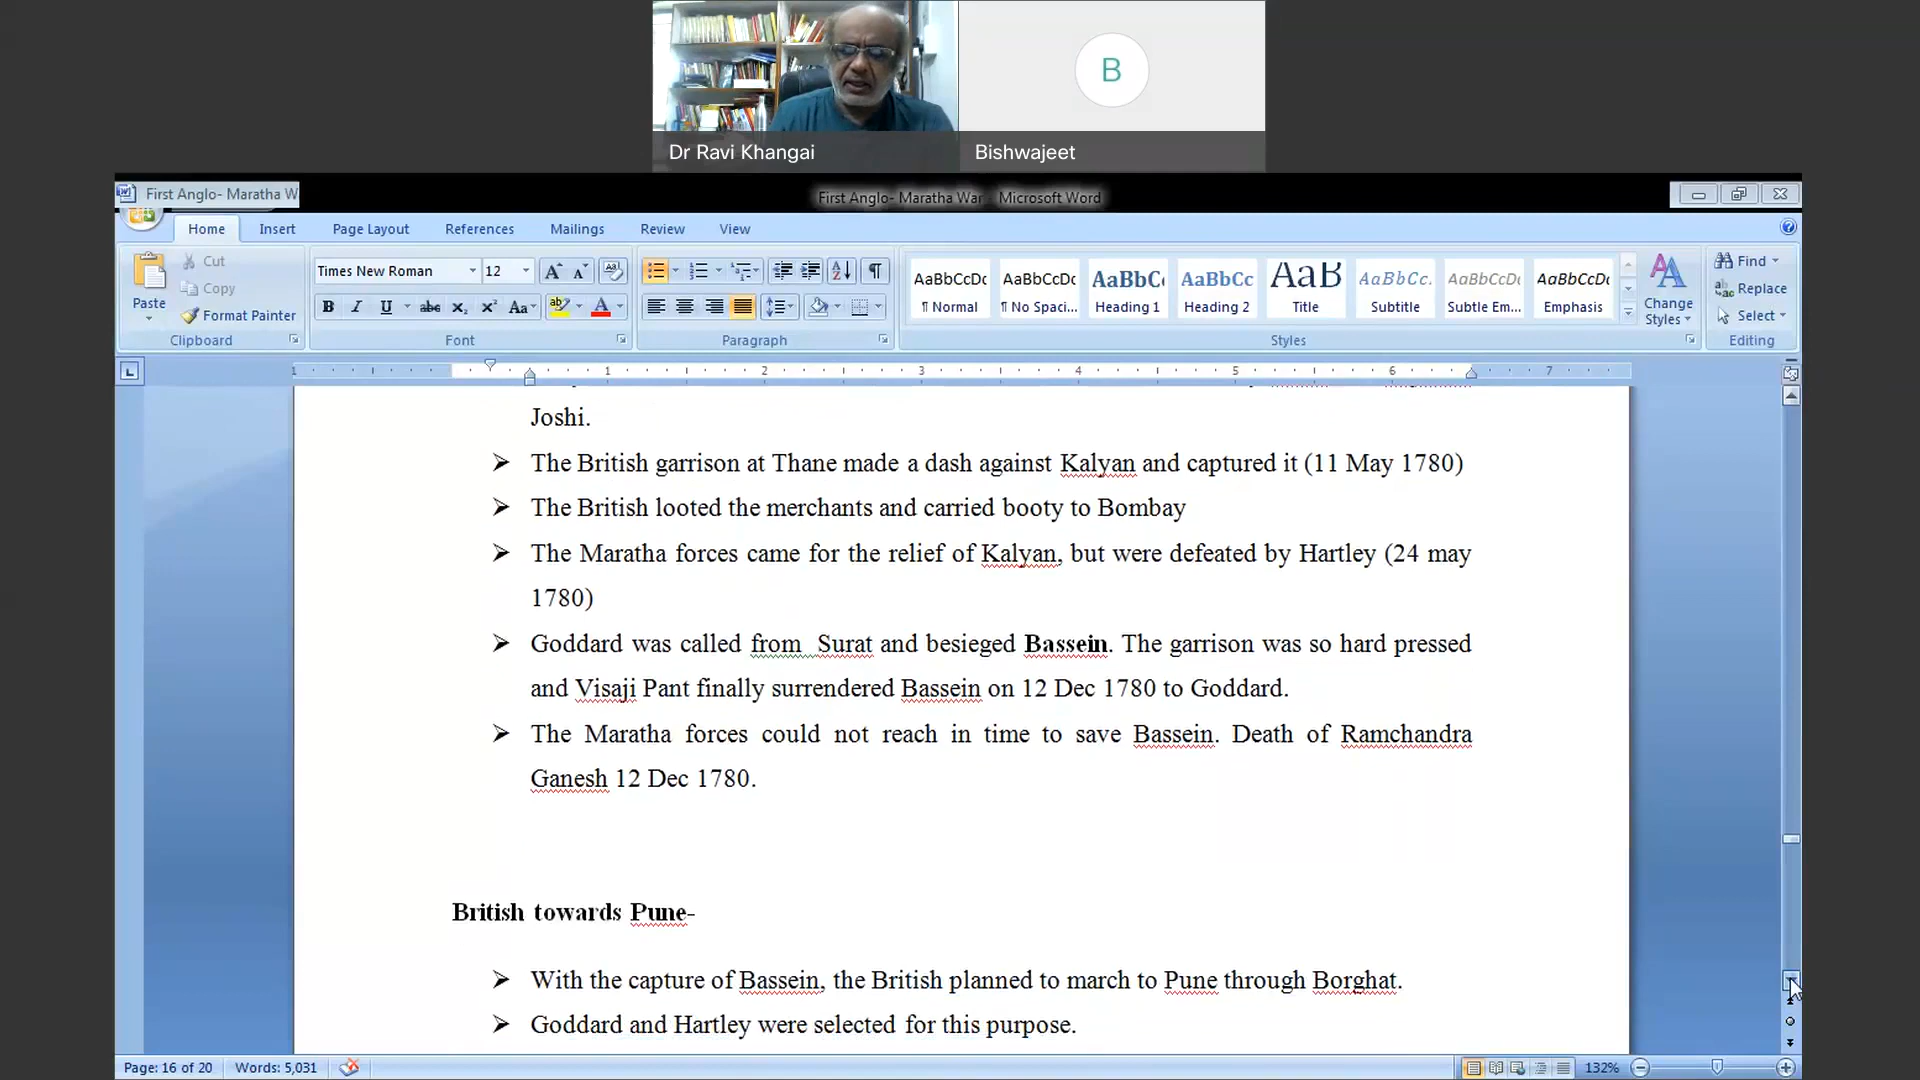 B
Dr Ravi Khangai
Bishwajeet
First Anglo- Maratha W
First Anglo- Maratha War - Microsoft Word
Home Insert Page Layout References Mailings Review View
Paste
Cut
Copy
Format Painter
Clipboard
Times New Roman 12
Font
Paragraph
AaBbCcDc AaBbCcDc AaBbC AaBbCc AaB AaBbCc. AaBbCcDc AaBbCcDc
¶ Normal ¶ No Spaci... Heading 1 Heading 2 Title Subtitle Subtle Em... Emphasis
Change
Styles
Styles
Find
Replace
Select
Editing
1 1 2 3 4 5 6 7
Joshi.
➢ The British garrison at Thane made a dash against Kalyan and captured it (11 May 1780)
➢ The British looted the merchants and carried booty to Bombay
➢ The Maratha forces came for the relief of Kalyan, but were defeated by Hartley (24 may
1780)
➢ Goddard was called from Surat and besieged Bassein. The garrison was so hard pressed
and Visaji Pant finally surrendered Bassein on 12 Dec 1780 to Goddard.
➢ The Maratha forces could not reach in time to save Bassein. Death of Ramchandra
Ganesh 12 Dec 1780.
British towards Pune-
➢ With the capture of Bassein, the British planned to march to Pune through Borghat.
➢ Goddard and Hartley were selected for this purpose.
Page: 16 of 20 Words: 5,031 132%